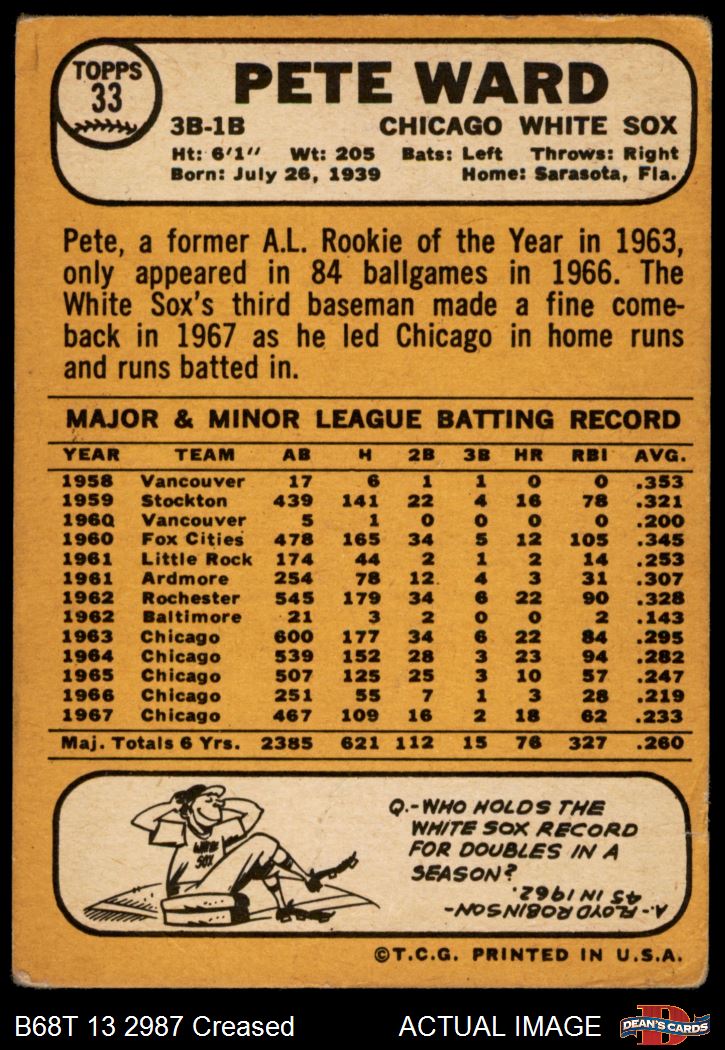 TOPPS
33
PETE WARD
3B-1B CHICAGO WHITE SOX
Ht: 6'1" Wt: 205 Bats: Left Throws: Right
Born: July 26, 1939 Home: Sarasota, Fla.
Pete, a former A.L. Rookie of the Year in 1963,
only appeared in 84 ballgames in 1966. The
White Sox's third baseman made a fine come-
back in 1967 as he led Chicago in home runs
and runs batted in.
MAJOR & MINOR LEAGUE BATTING RECORD
YEAR TEAM AB H 2B 3B HR RBI AVG.
1958 Vancouver 17 6 1 1 0 0 .353
1959 Stockton 439 141 22 4 16 78 .321
1960 Vancouver 5 1 0 0 0 0 .200
1960 Fox Cities 478 165 34 5 12 105 .345
1961 Little Rock 174 44 2 1 2 14 .253
1961 Ardmore 254 78 12 4 3 31 .307
1962 Rochester 545 179 34 6 22 90 .328
1962 Baltimore 21 3 2 0 0 2 .143
1963 Chicago 600 177 34 6 22 84 .295
1964 Chicago 539 152 28 3 23 94 .282
1965 Chicago 507 125 25 3 10 57 .247
1966 Chicago 251 55 7 1 3 28 .219
1967 Chicago 467 109 16 2 18 62 .233
Maj. Totals 6 Yrs. 2385 621 112 15 76 327 .260
WHITE
SOX
Q.-WHO HOLDS THE
WHITE SOX RECORD
FOR DOUBLES IN A
SEASON?
A.-FLOYD ROBINSON-
45 IN 1962.
©T.C.G. PRINTED IN U.S.A.
B68T 13 2987 Creased ACTUAL IMAGE
D
DEAN'S CARDS